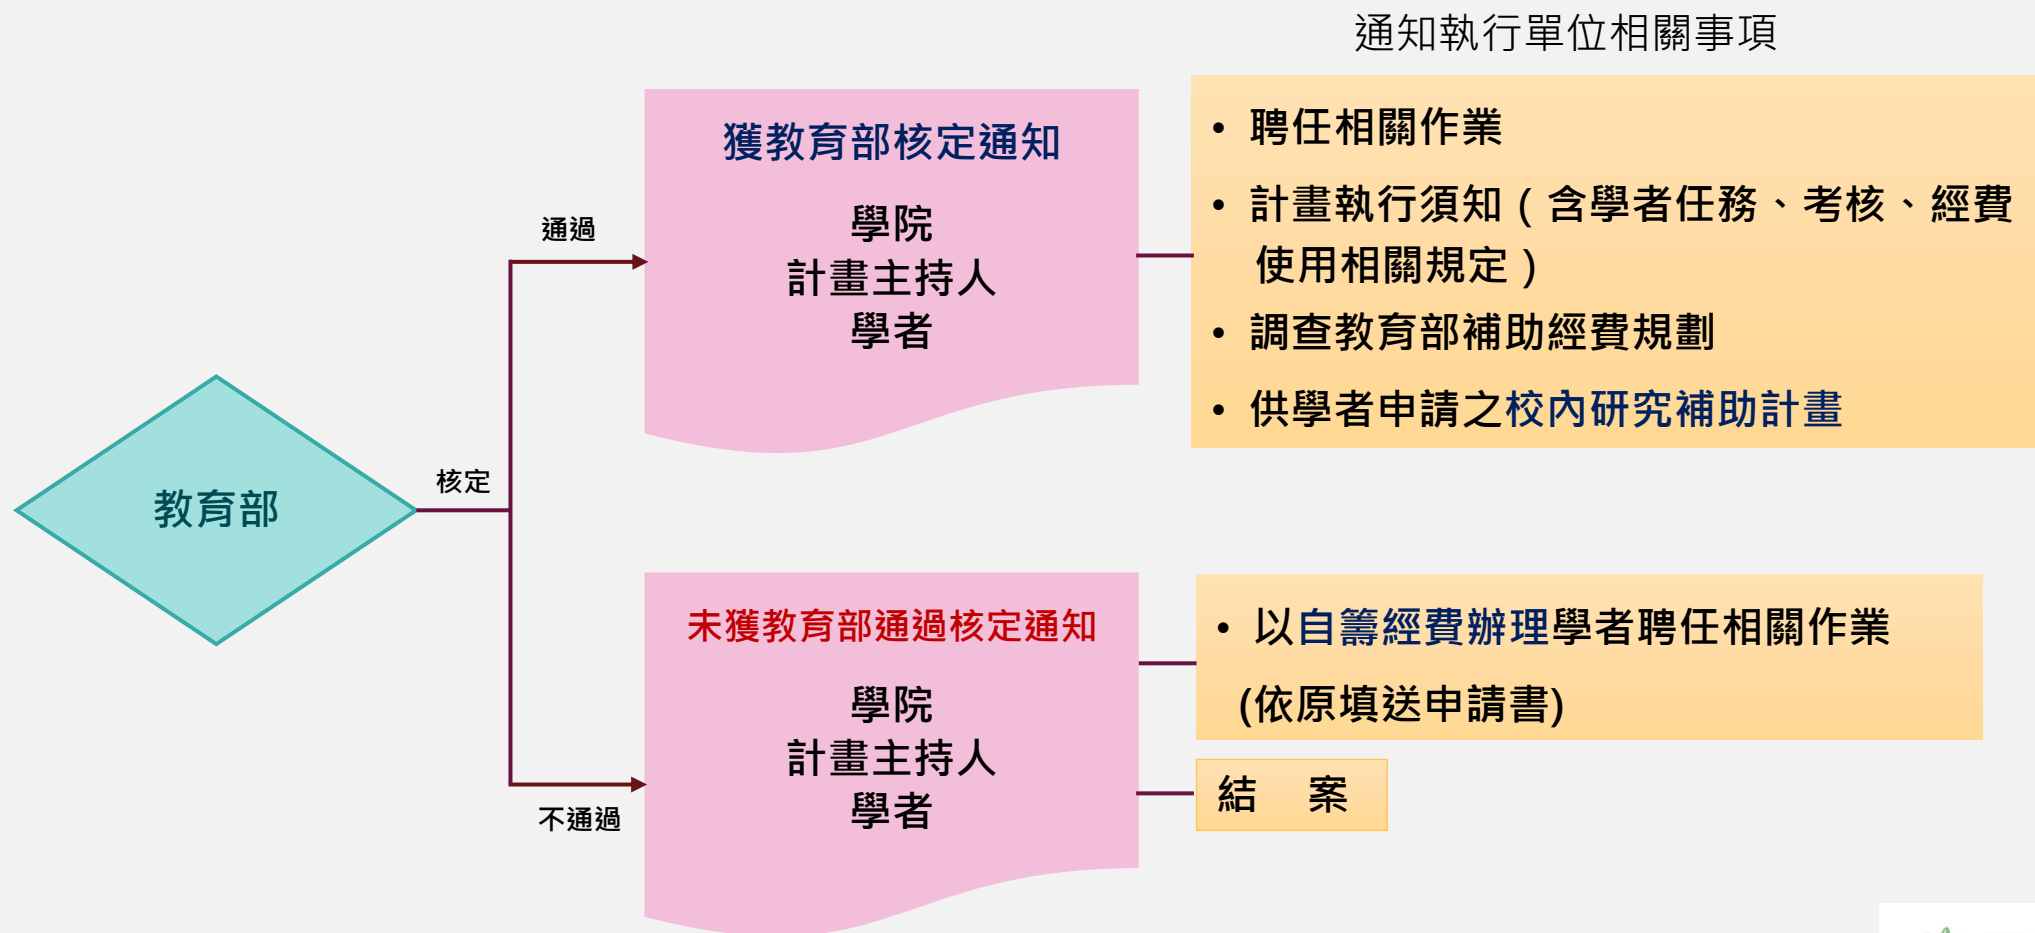 通知執行單位相關事項
獲教育部核定通知
學院
計畫主持人
學者
• 聘任相關作業
• 計畫執行須知（含學者任務、考核、經費
使用相關規定）
• 調查教育部補助經費規劃
• 供學者申請之校內研究補助計畫
通過
核定
教育部
不通過
未獲教育部通過核定通知
學院
計畫主持人
學者
• 以自籌經費辦理學者聘任相關作業
(依原填送申請書)
結 案